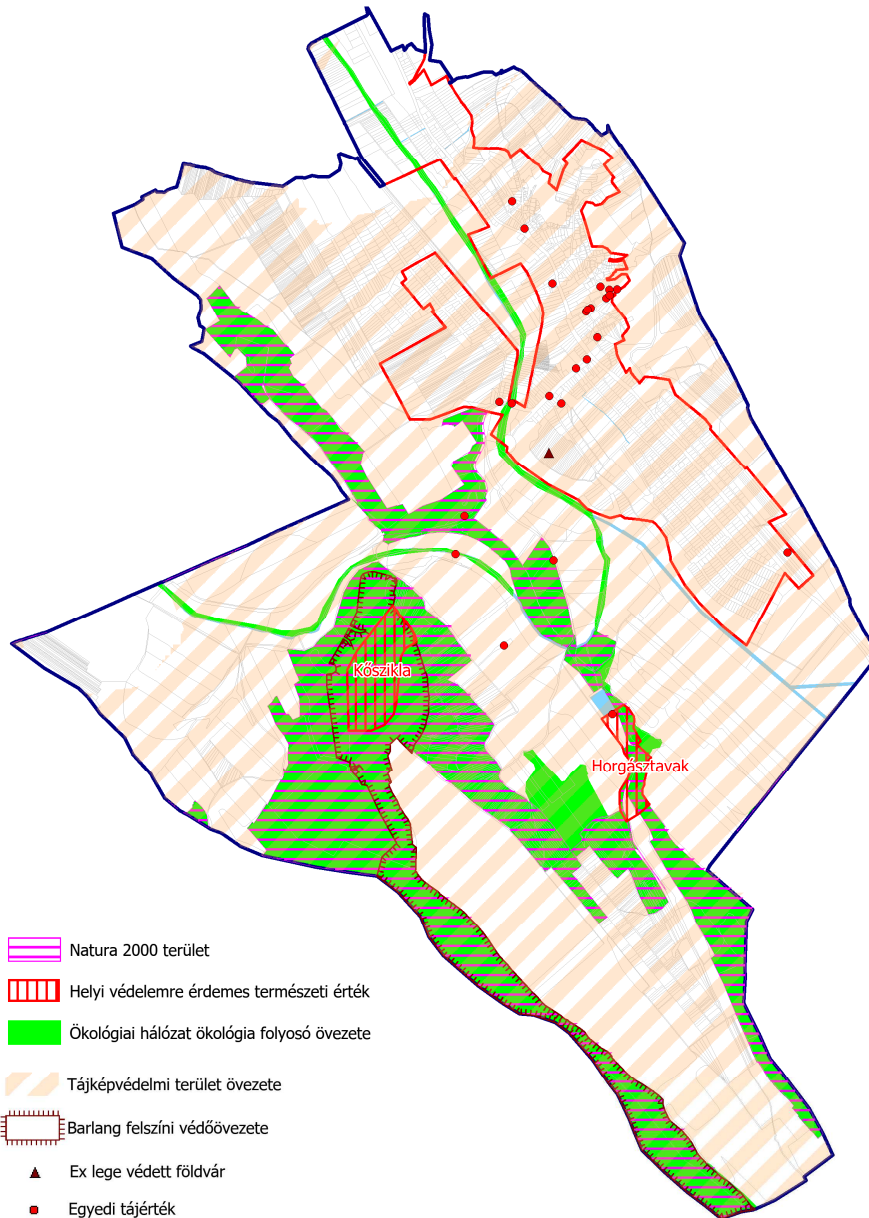 Kőszikla
Horgásztavak
Natura 2000 terület
Helyi védelemre érdemes természeti érték
Ökológiai hálózat ökológia folyosó övezete
Tájképvédelmi terület övezete
Barlang felszíni védőövezete
Ex lege védett földvár
Egyedi tájérték